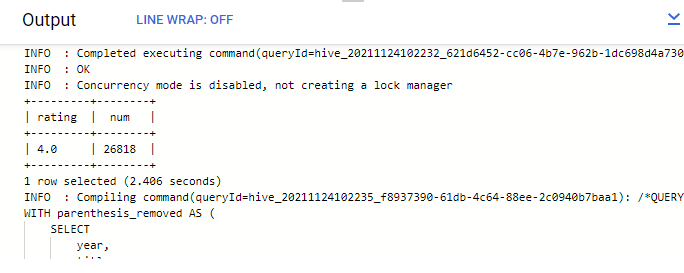 Output LINE WRAP: OFF
INFO  : Completed executing command(queryId=hive_20211124102232_621d6452-cc06-4b7e-962b-1dc698d4a730
INFO  : OK
INFO  : Concurrency mode is disabled, not creating a lock manager
+---------+--------+
| rating  |  num   |
+---------+--------+
| 4.0     | 26818  |
+---------+--------+
1 row selected (2.406 seconds)
INFO  : Compiling command(queryId=hive_20211124102235_f8937390-61db-4c64-88ee-2c0940b7baa1): /*QUERY
WITH parenthesis_removed AS (
    SELECT
        year,